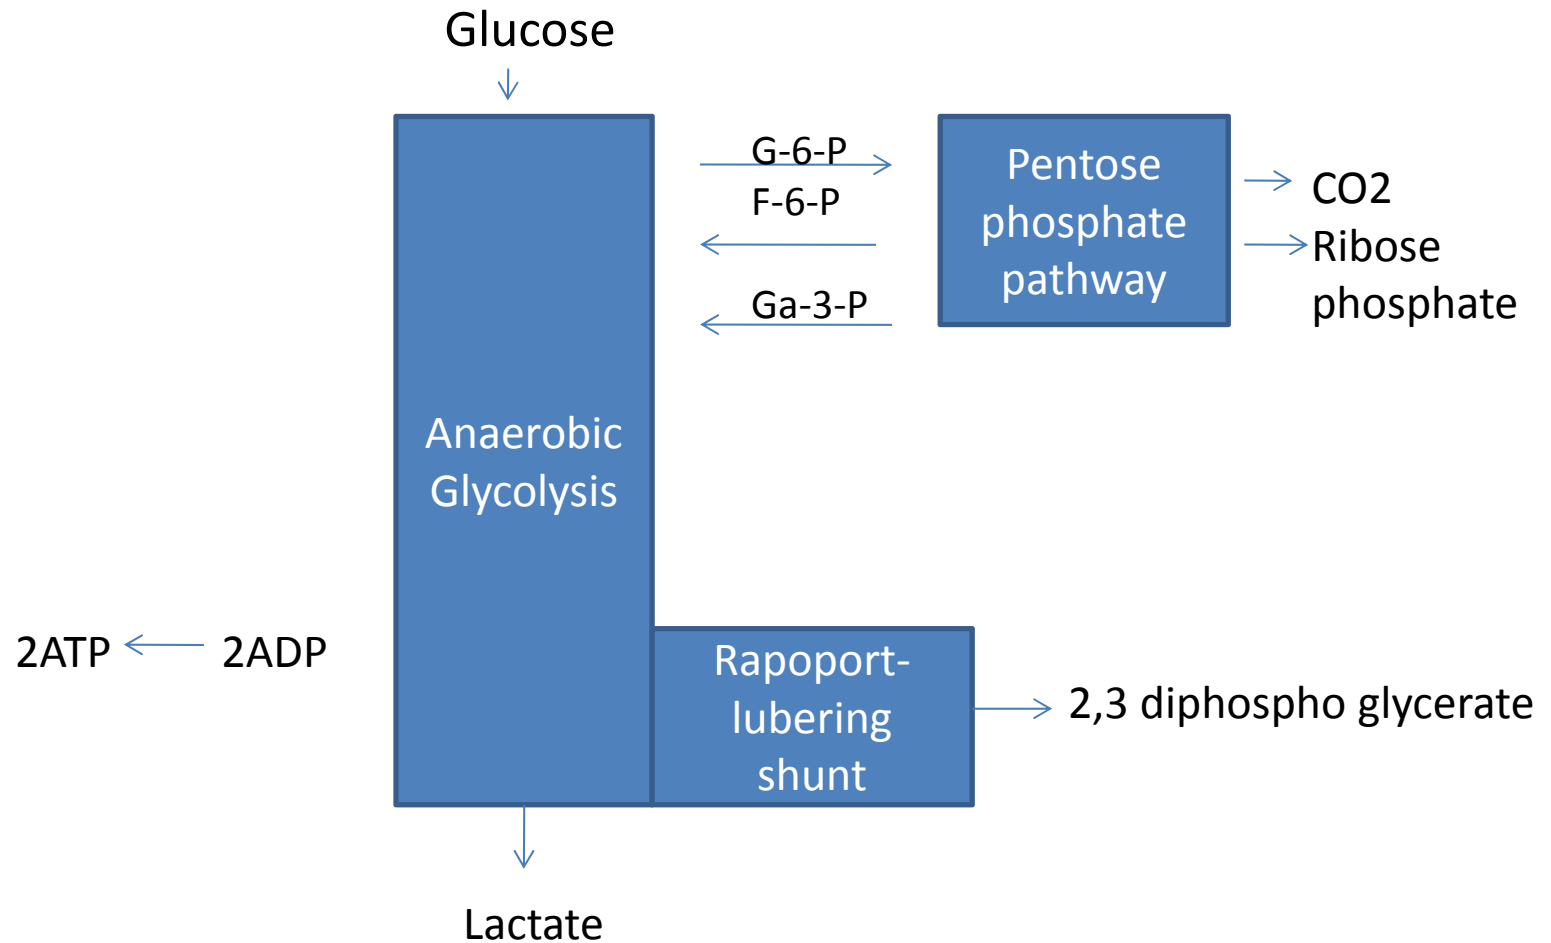 Glucose
G-6-P
F-6-P
Ga-3-P
Pentose
phosphate
pathway
CO2
Ribose
phosphate
Anaerobic
Glycolysis
2ATP
2ADP
Rapoport-
lubering
shunt
2,3 diphospho glycerate
Lactate